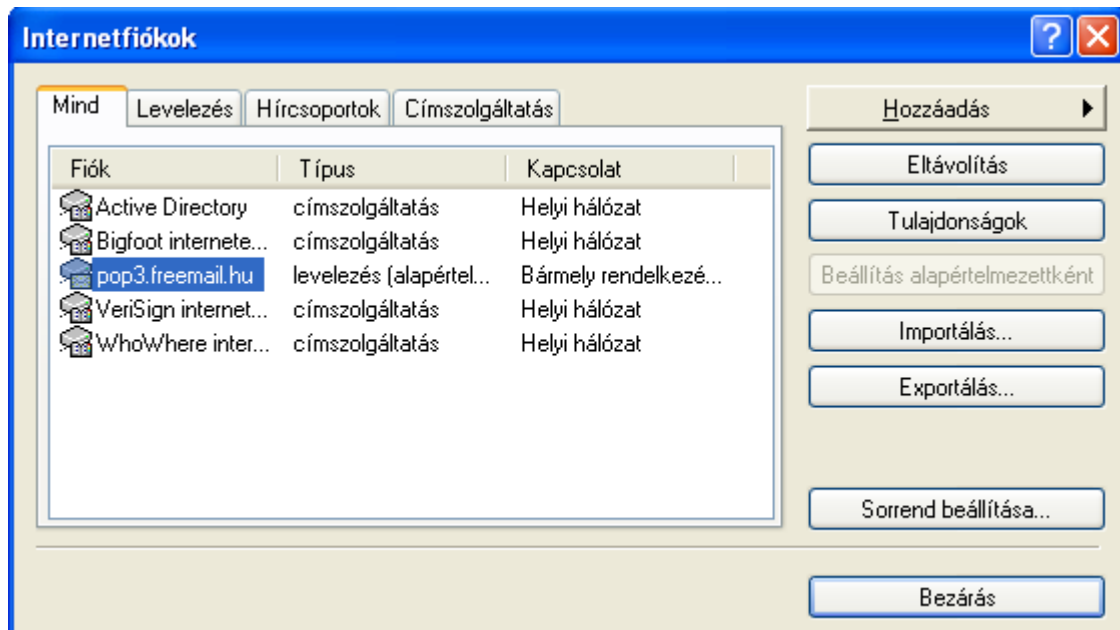 Internetfiókok
Mind Levelezés Hírcsoportok Címszolgáltatás
Fiók Típus Kapcsolat
Active Directory címszolgáltatás Helyi hálózat
Bigfoot internete... címszolgáltatás Helyi hálózat
pop3.freemail.hu levelezés (alapértel... Bármely rendelkezé...
VeriSign internet... címszolgáltatás Helyi hálózat
WhoWhere inter... címszolgáltatás Helyi hálózat
Hozzáadás
Eltávolítás
Tulajdonságok
Beállítás alapértelmezettként
Importálás...
Exportálás...
Sorrend beállítása...
Bezárás